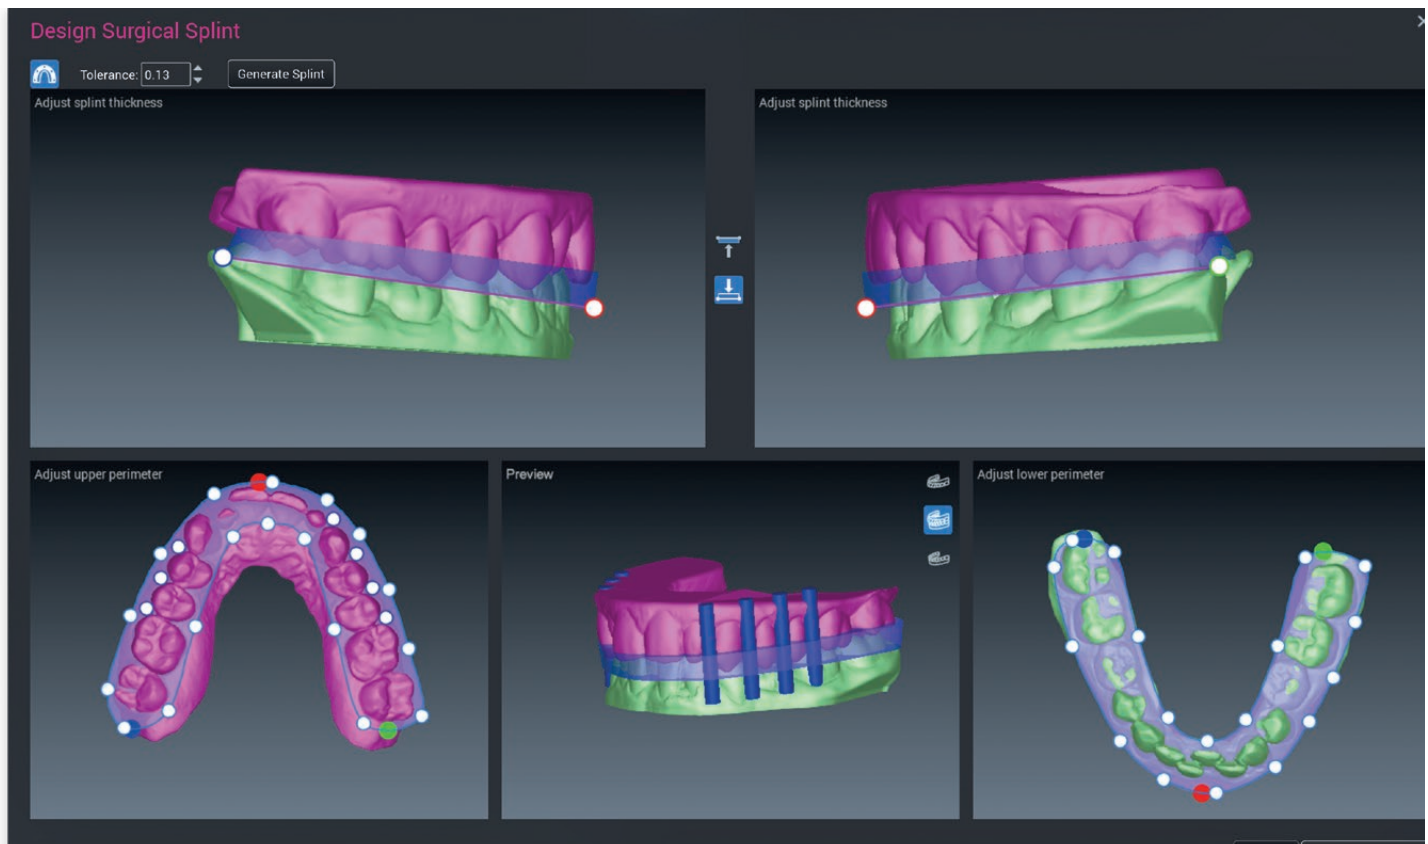 Design Surgical Splint
Tolerance: 0.13 Generate Splint
Adjust splint thickness
Adjust splint thickness
Adjust upper perimeter
Preview
Adjust lower perimeter